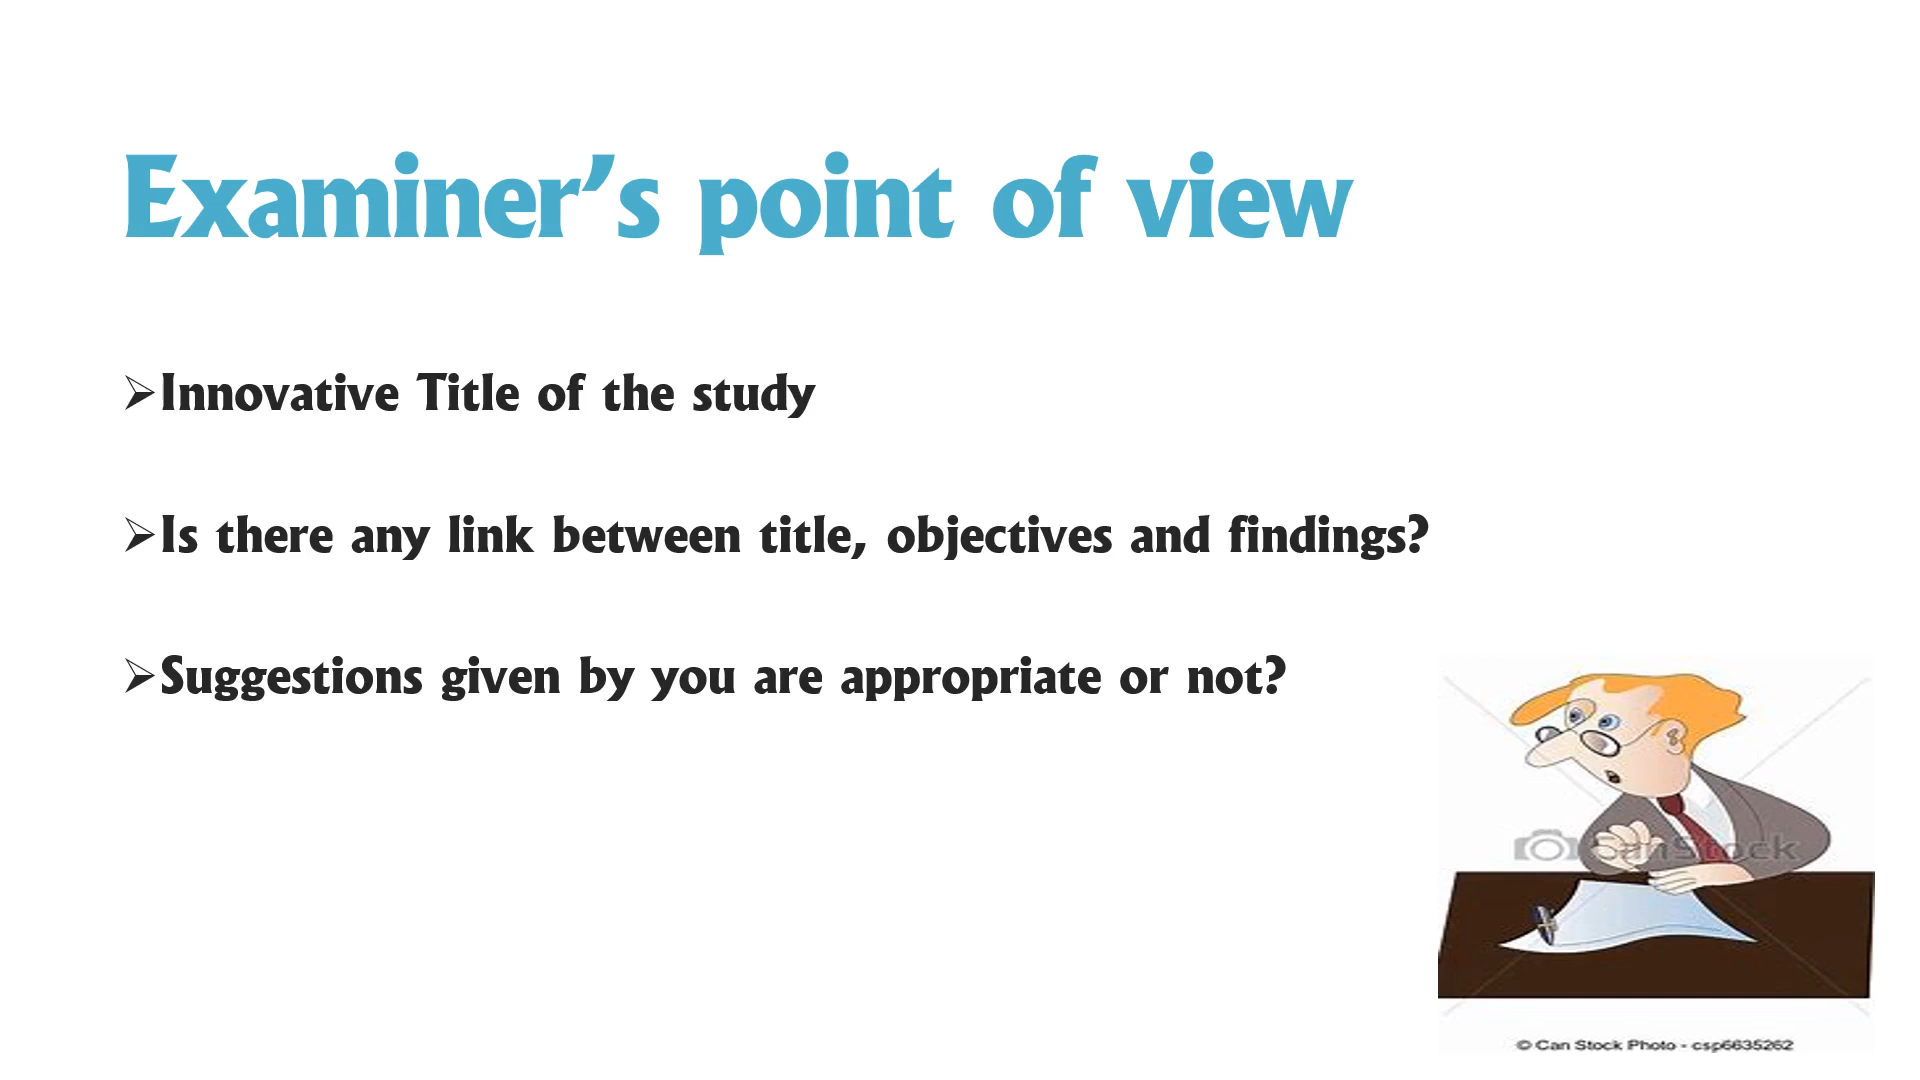 Examiner’s point of view
➢Innovative Title of the study
➢Is there any link between title, objectives and findings?
➢Suggestions given by you are appropriate or not?
CanStock
© Can Stock Photo - csp6635262